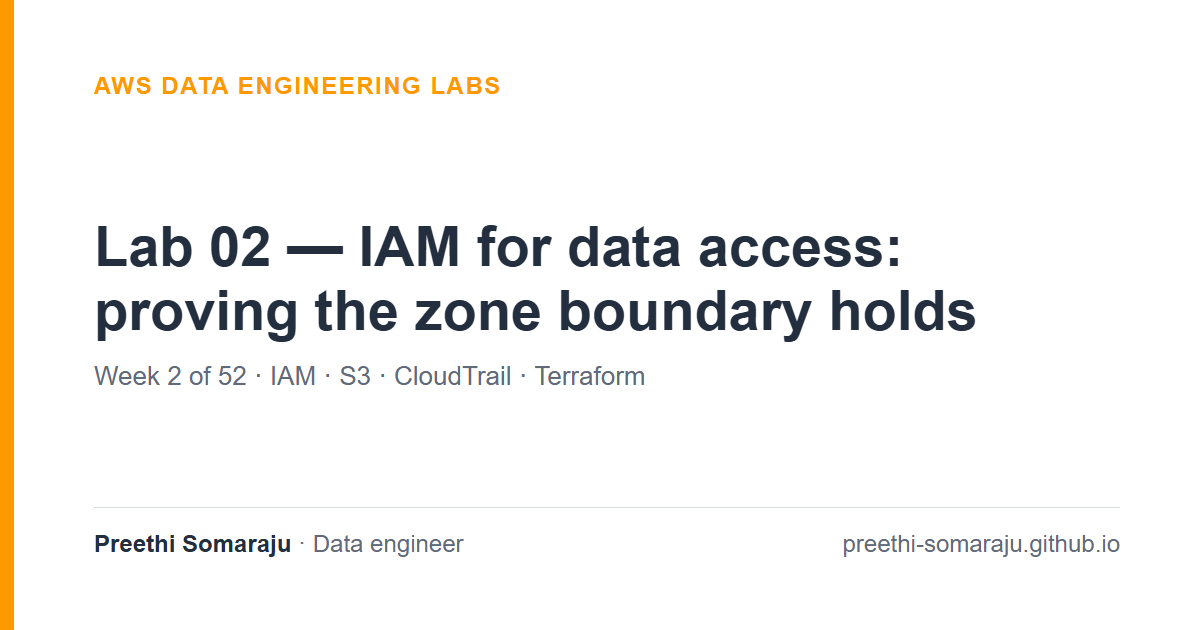 AWS DATA ENGINEERING LABS
Lab 02 — IAM for data access:
proving the zone boundary holds
Week 2 of 52 · IAM · S3 · CloudTrail · Terraform
Preethi Somaraju · Data engineer
preethi-somaraju.github.io